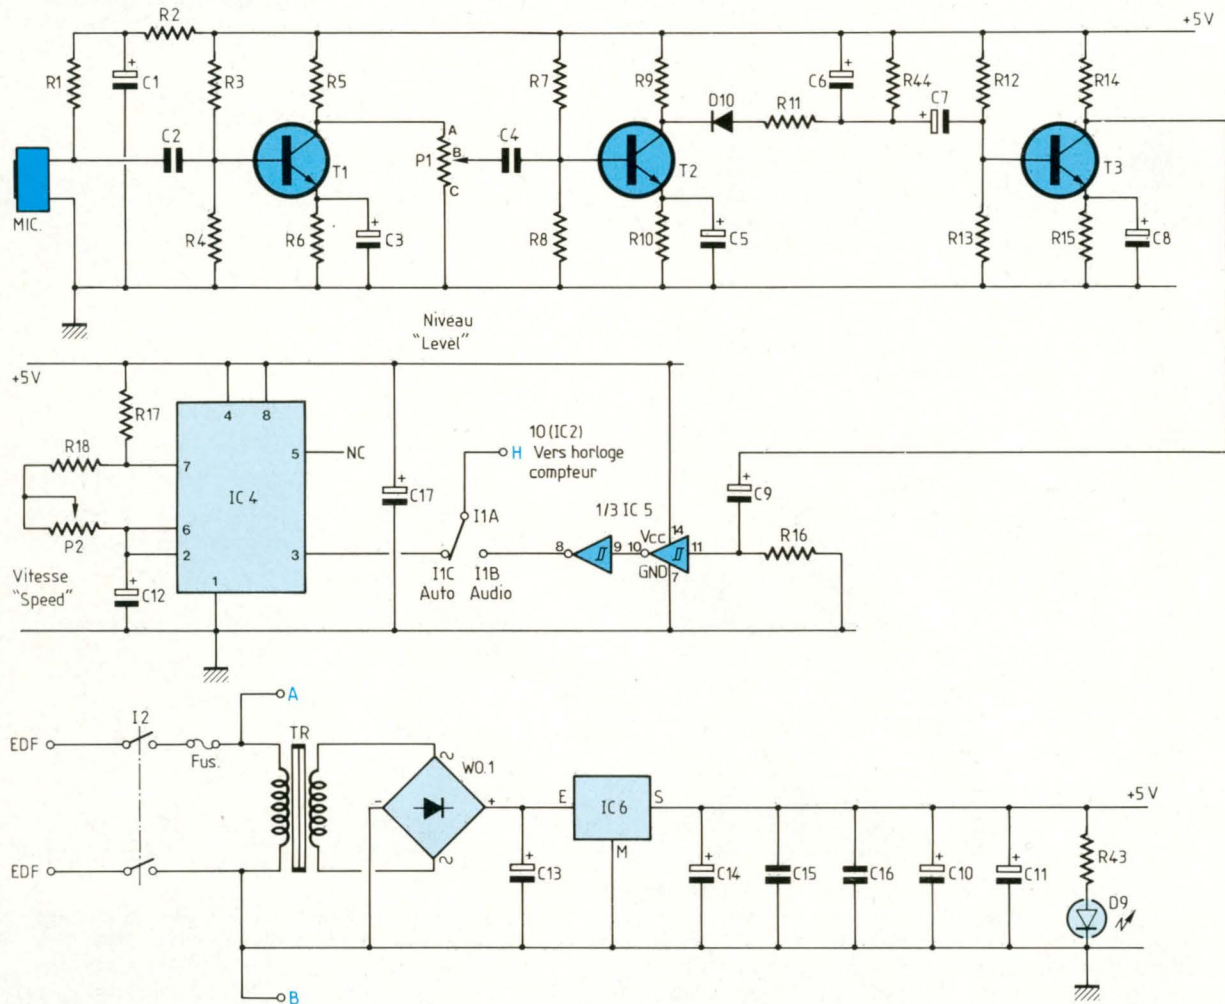 R2
+5V
R1
C1
R3
R5
R7
R9
C6
R44
R12
R14
D10
R11
C7
C2
A
P1
B
C
C4
T1
T2
T3
MIC.
R4
R6
C3
R8
R10
C5
R13
R15
C8
Niveau
"Level"
+5V
R17
4
8
R18
7
5
NC
10 (IC2)
H Vers horloge
compteur
C17
IC 4
I1A
1/3 IC 5
C9
P2
6
2
3
8
9
10
Vcc
14
11
R16
GND
7
Vitesse
"Speed"
C12
1
I1C
Auto
I1B
Audio
A
I2
TR
EDF
Fus.
W0.1
-
+
E
IC6
S
+5V
M
R43
EDF
C13
C14
C15
C16
C10
C11
D9
B